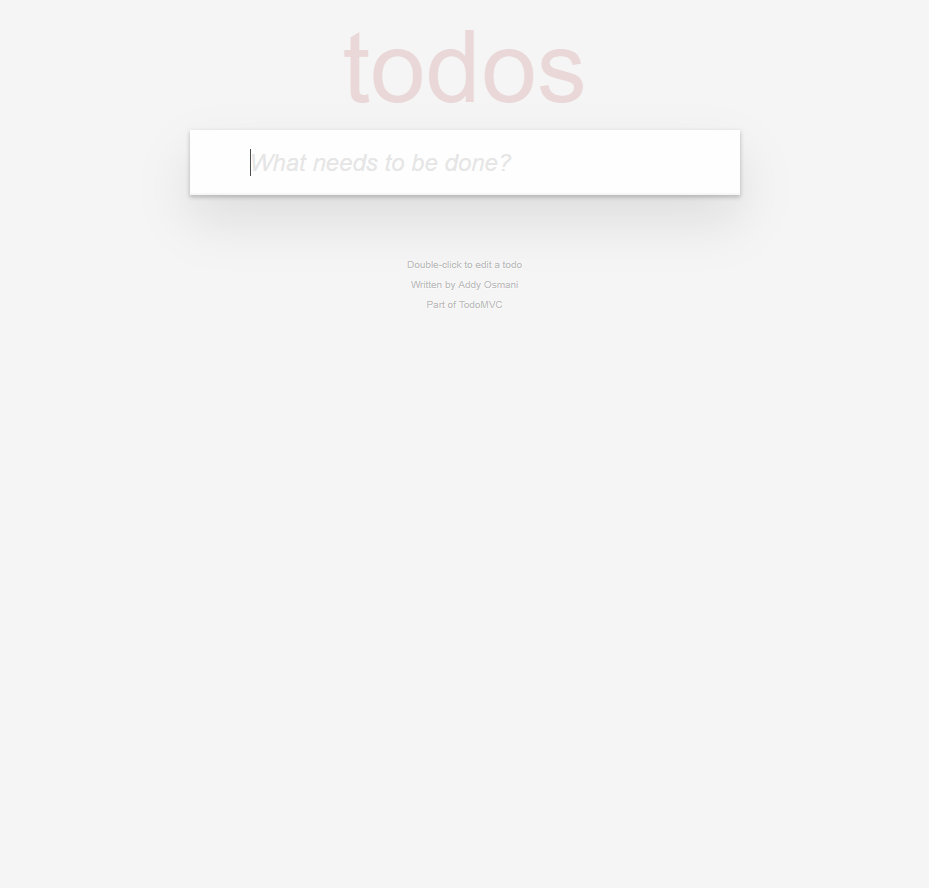 todos
What needs to be done?
Double-click to edit a todo
Written by Addy Osmani
Part of TodoMVC